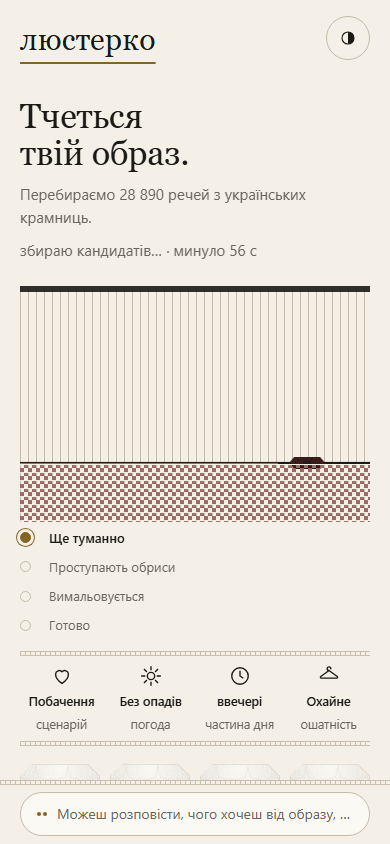 люстерко
Тчеться
твій образ.
Перебираємо 28 890 речей з українських
крамниць.
збираю кандидатів... · минуло 56 с
Ще туманно
Проступають обриси
Вимальовується
Готово
Побачення Без опадів ввечері Охайне
сценарій погода частина дня ошатність
Можеш розповісти, чого хочеш від образу, ...